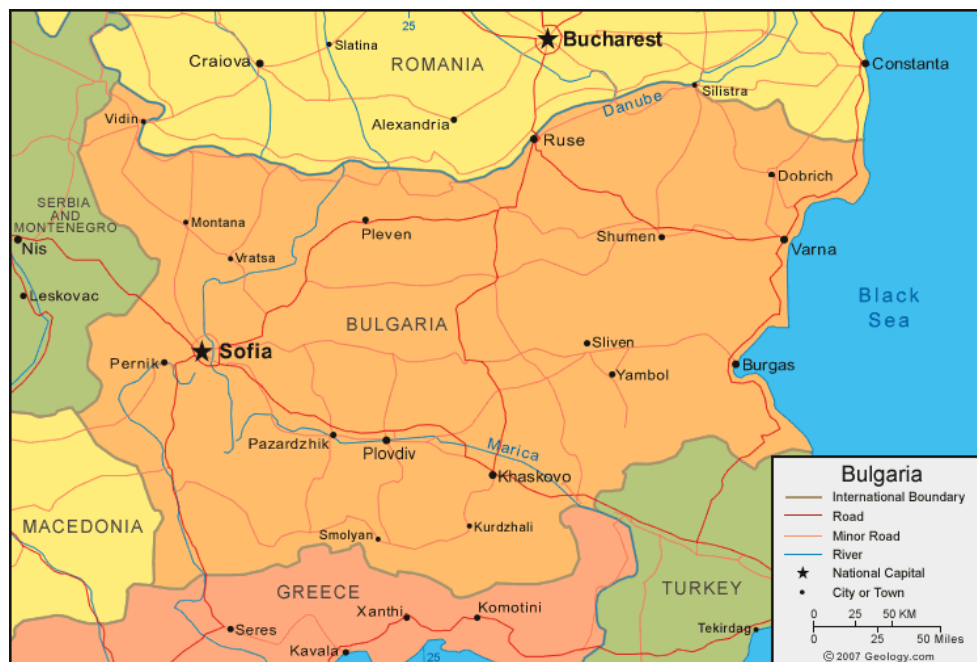 25
Slatina
Bucharest
Craiova
ROMANIA
Constanta
Silistra
Danube
Vidin
Alexandria
Ruse
Dobrich
SERBIA
AND
MONTENEGRO
Montana
Pleven
Shumen
Nis
Varna
Vratsa
Leskovac
Black
Sea
BULGARIA
Sofia
Sliven
Pernik
Yambol
Burgas
Pazardzhik
Plovdiv
Marica
Khaskovo
MACEDONIA
Smolyan
Kurdzhali
GREECE
TURKEY
Xanthi
Komotini
Seres
Kavala
25
Tekirdag
Bulgaria
International Boundary
Road
Minor Road
River
National Capital
City or Town
0 25 50 KM
0 25 50 Miles
© 2007 Geology.com